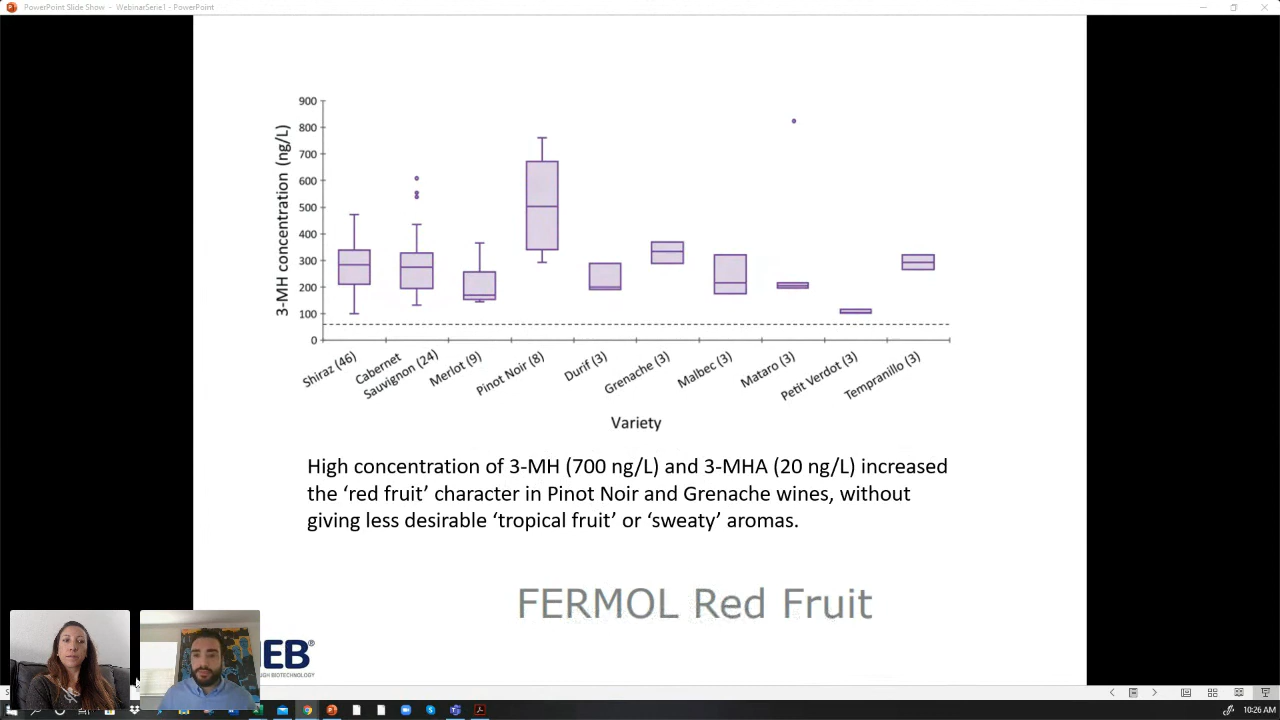 PowerPoint Slide Show - WebinarSerie1 - PowerPoint
900
800
700
600
500
400
300
200
100
0
3-MH concentration (ng/L)
Shiraz (46)
Cabernet
Sauvignon (24)
Merlot (9)
Pinot Noir (8)
Durif (3)
Grenache (3)
Malbec (3)
Mataro (3)
Petit Verdot (3)
Tempranillo (3)
Variety
High concentration of 3-MH (700 ng/L) and 3-MHA (20 ng/L) increased
the ‘red fruit’ character in Pinot Noir and Grenache wines, without
giving less desirable ‘tropical fruit’ or ‘sweaty’ aromas.
FERMOL Red Fruit
EB®
BIOTECHNOLOGY
10:26 AM